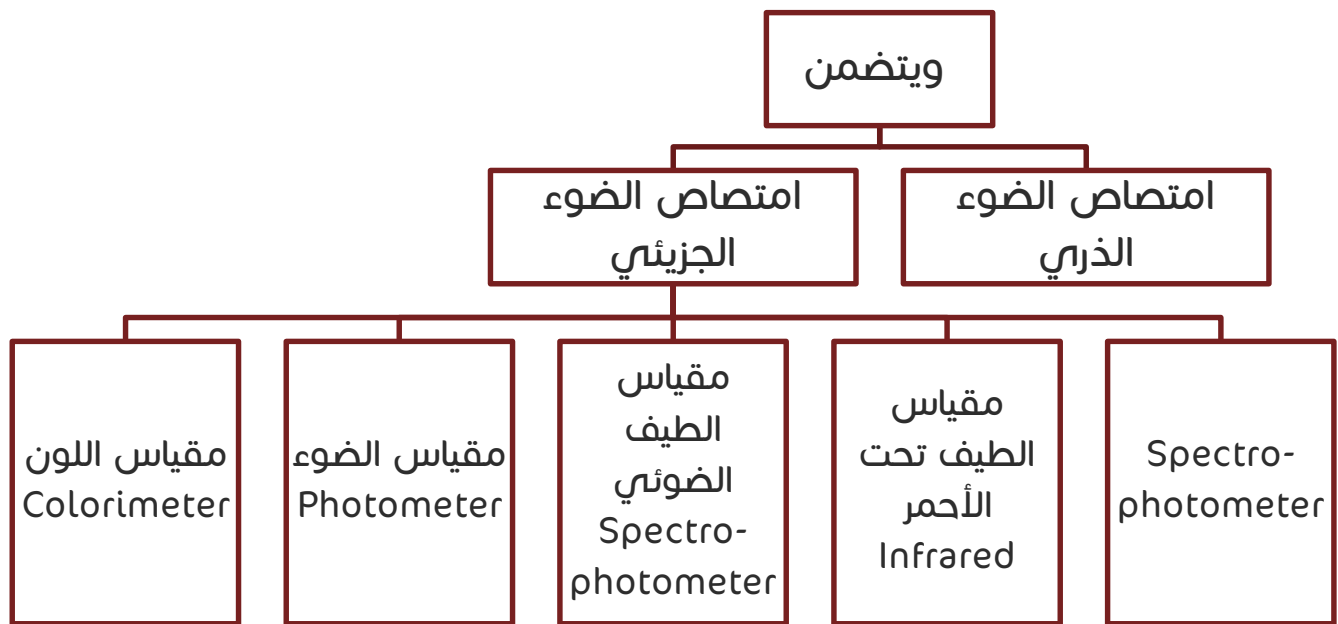 ويتضمن
امتصاص الضوء
الذري
امتصاص الضوء
الجزيئي
Spectro-
photometer
مقياس
الطيف تحت
الأحمر
Infrared
مقياس
الطيف
الضوئي
Spectro-
photometer
مقياس الضوء
Photometer
مقياس اللون
Colorimeter